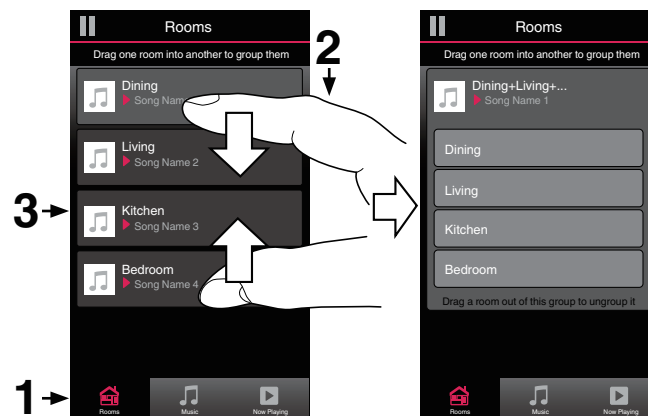 Rooms
Drag one room into another to group them
2
Dining
Song Nam
Living
Song Name 2
3
Kitchen
Song Name 3
Bedroom
Song Name 4
1
Rooms
Music
Now Playing
Rooms
Drag one room into another to group them
Dining+Living+...
Song Name 1
Dining
Living
Kitchen
Bedroom
Drag a room out of this group to ungroup it
Rooms
Music
Now Playing